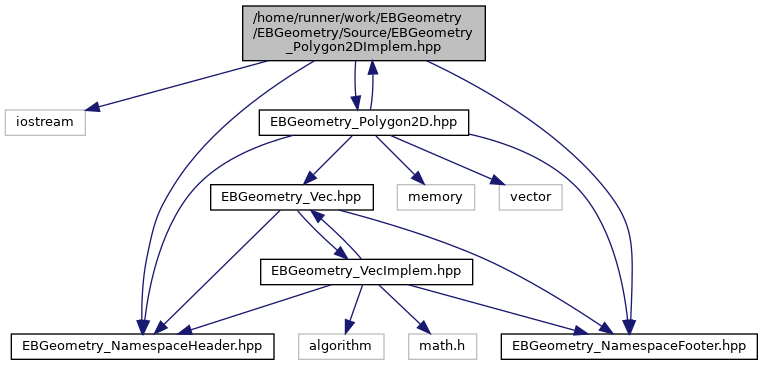 /home/runner/work/EBGeometry
/EBGeometry/Source/EBGeometry
_Polygon2DImplem.hpp
iostream
EBGeometry_Polygon2D.hpp
EBGeometry_Vec.hpp
memory
vector
EBGeometry_VecImplem.hpp
EBGeometry_NamespaceHeader.hpp
algorithm
math.h
EBGeometry_NamespaceFooter.hpp